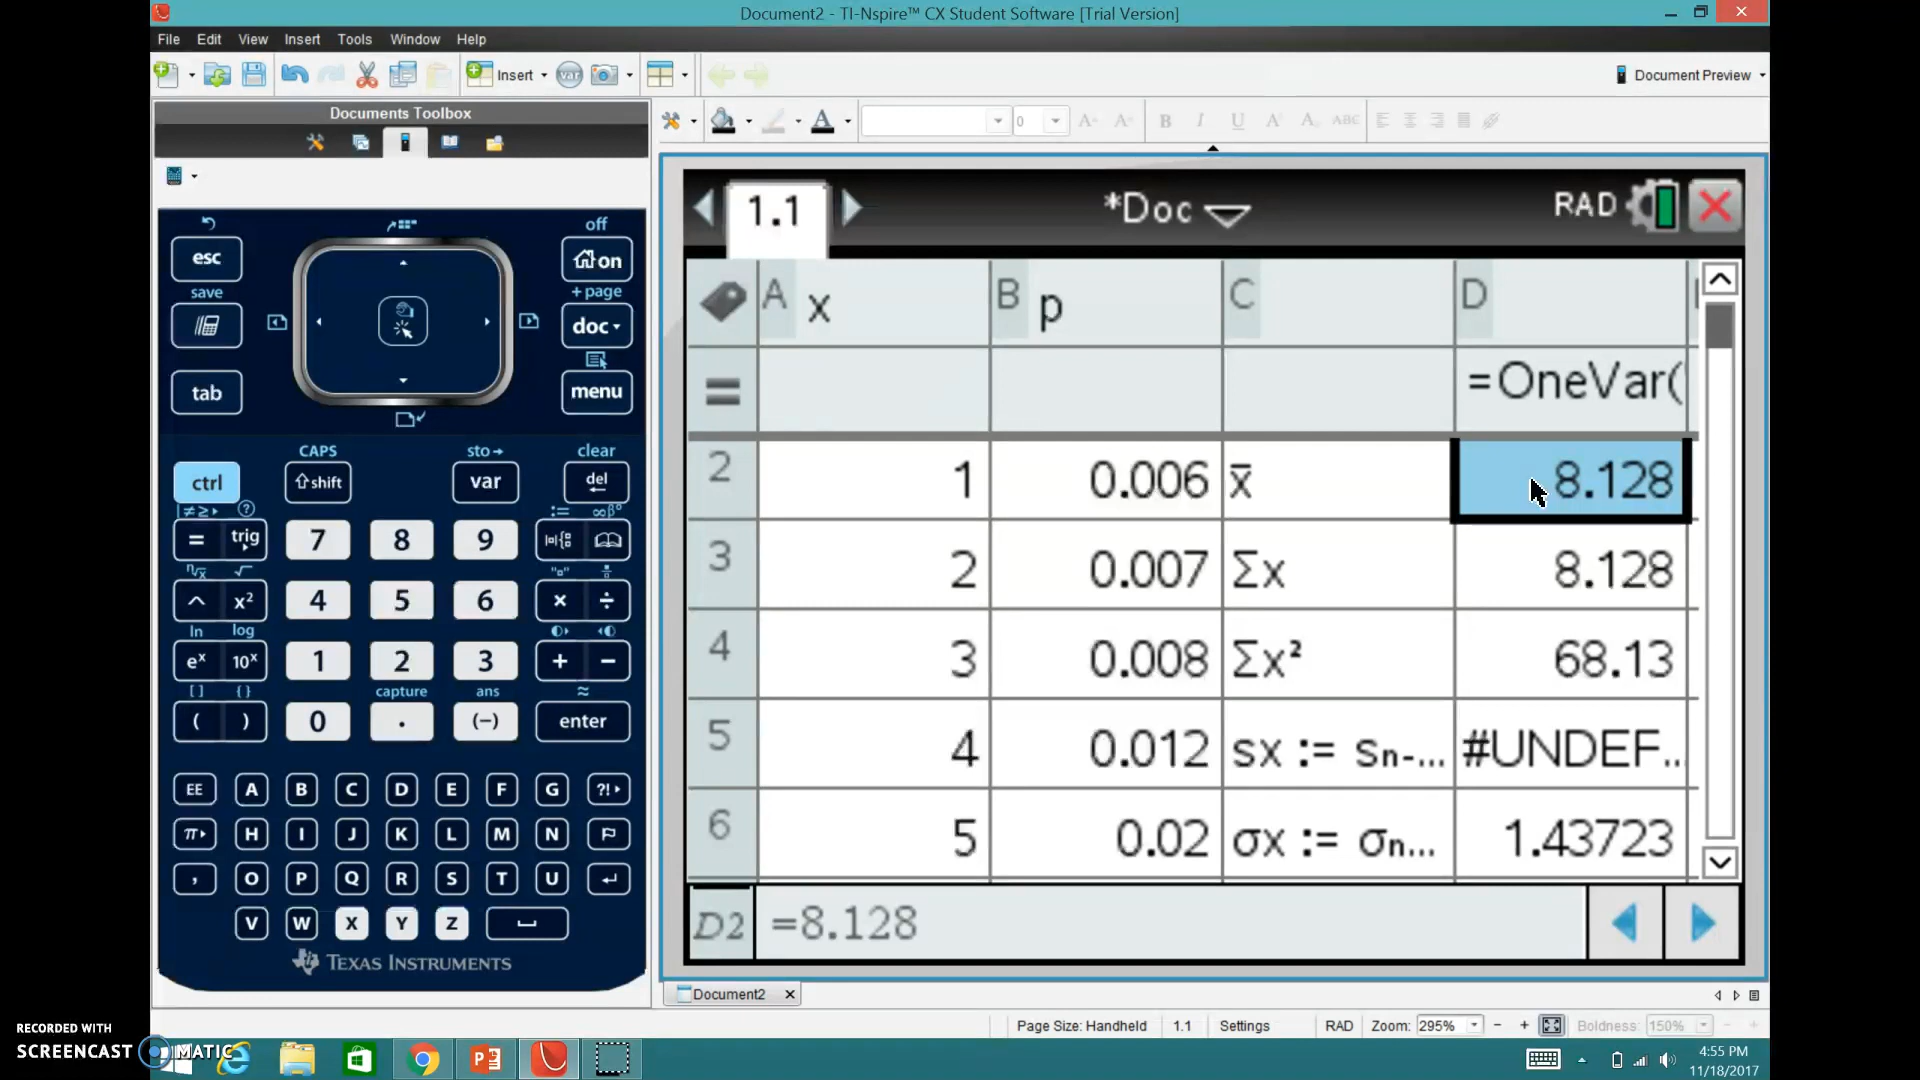 Document2 - TI-Nspire™ CX Student Software [Trial Version]
File Edit View Insert Tools Window Help
Insert var Document Preview
Documents Toolbox
0 A B I U ABC
1.1 *Doc RAD
A x B p C D
= =OneVar(
2 1 0.006 x̄ 8.128
3 2 0.007 Σx 8.128
4 3 0.008 Σx² 68.13
5 4 0.012 sx := sn-... #UNDEF...
6 5 0.02 σx := σn... 1.43723
D2 =8.128
off
esc on
save + page
doc
tab menu
CAPS sto→ clear
ctrl shift var del
= trig 7 8 9
^ x² 4 5 6 × ÷
ln log
eˣ 10ˣ 1 2 3 + −
[ ] { } capture ans ≈
( ) 0 . (−) enter
EE A B C D E F G ?!
π H I J K L M N
, O P Q R S T U
V W X Y Z
TEXAS INSTRUMENTS
Document2
Page Size: Handheld 1.1 Settings RAD Zoom: 295% − + Boldness: 150% − +
RECORDED WITH
SCREENCAST MATIC
4:55 PM
11/18/2017